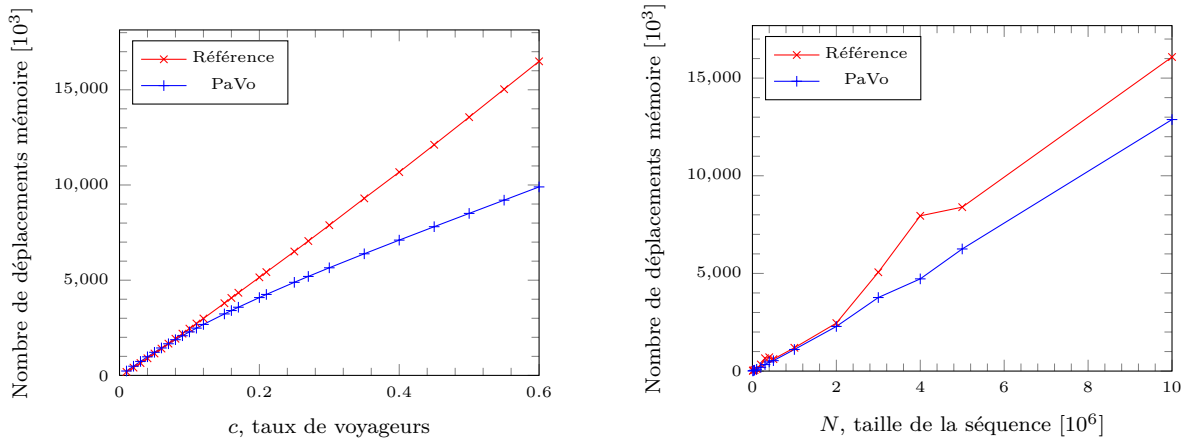 Nombre de déplacements mémoire [10³]
Référence
PaVo
15,000
10,000
5,000
0
0 0.2 0.4 0.6
c, taux de voyageurs
Nombre de déplacements mémoire [10³]
Référence
PaVo
15,000
10,000
5,000
0
0 2 4 6 8 10
N, taille de la séquence [10⁶]